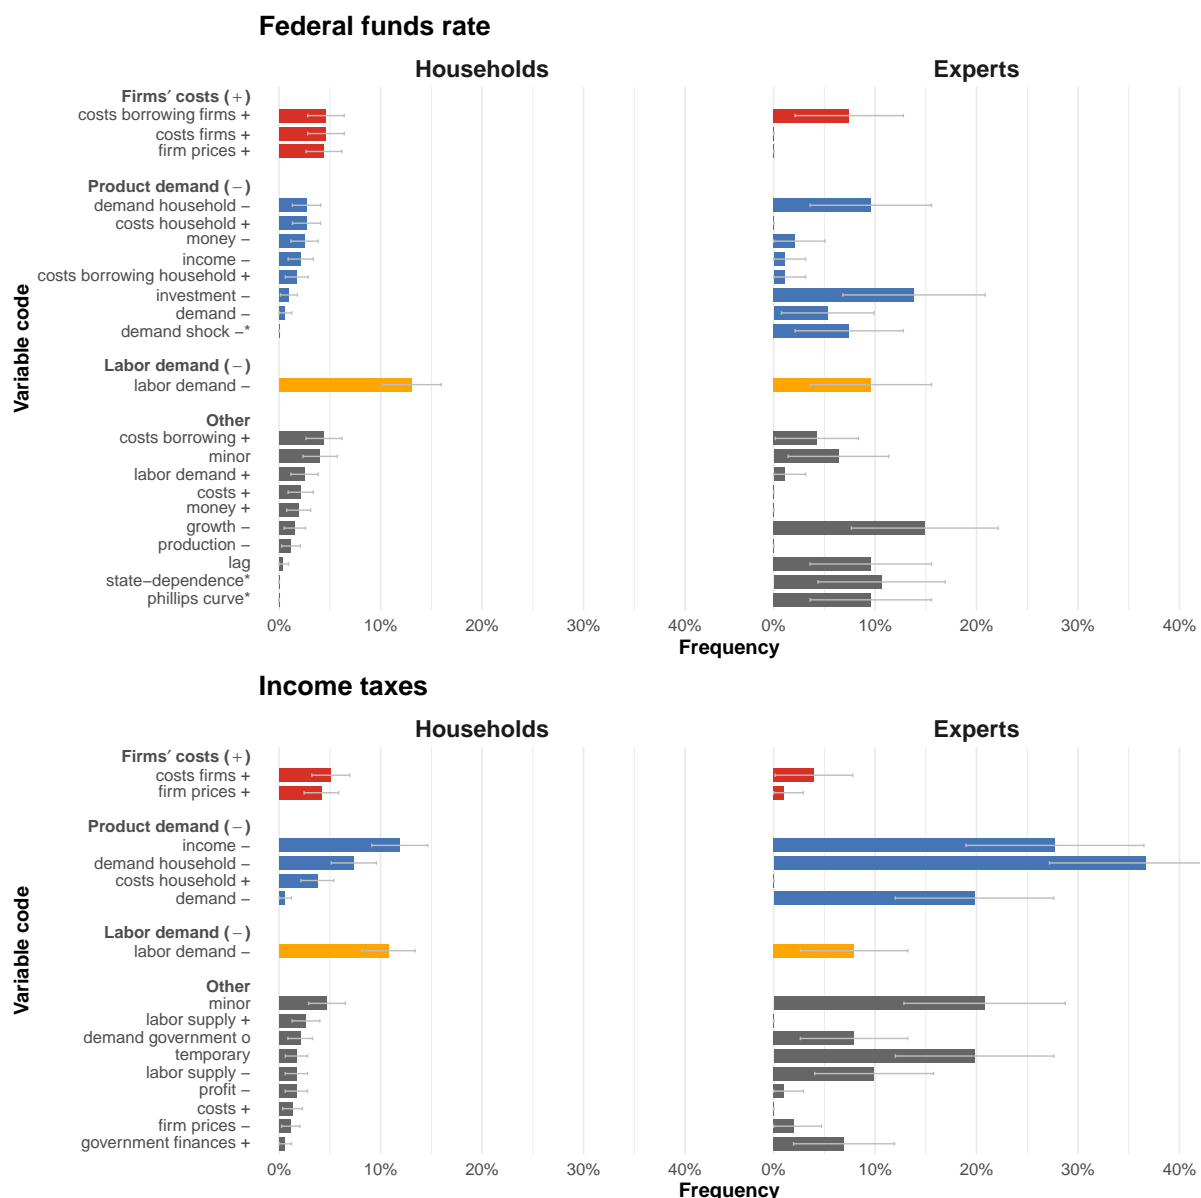 Federal funds rate
Households
Experts
Variable code
Firms′ costs (+)
costs borrowing firms +
costs firms +
firm prices +
Product demand (−)
demand household −
costs household +
money −
income −
costs borrowing household +
investment −
demand −
demand shock −*
Labor demand (−)
labor demand −
Other
costs borrowing +
minor
labor demand +
costs +
money +
growth −
production −
lag
state−dependence*
phillips curve*
0% 10% 20% 30% 40% 0% 10% 20% 30% 40%
Frequency
Income taxes
Households
Experts
Variable code
Firms′ costs (+)
costs firms +
firm prices +
Product demand (−)
income −
demand household −
costs household +
demand −
Labor demand (−)
labor demand −
Other
minor
labor supply +
demand government o
temporary
labor supply −
profit −
costs +
firm prices −
government finances +
0% 10% 20% 30% 40% 0% 10% 20% 30% 40%
Frequency